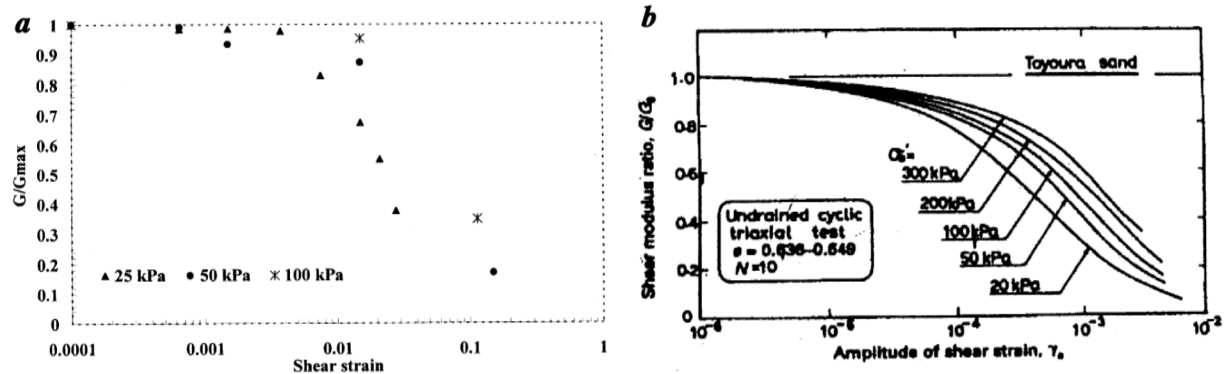 a
1
0.9
0.8
0.7
0.6
0.5
0.4
0.3
0.2
0.1
0
G/Gmax
▲ 25 kPa ● 50 kPa ✳ 100 kPa
0.0001 0.001 0.01 0.1 1
Shear strain
b
Toyoura sand
1.0
0.8
0.6
0.4
0.2
0
Shear modulus ratio, G/G₀
σ₀'=
300 kPa
200 kPa
100 kPa
50 kPa
20 kPa
Undrained cyclic
triaxial test
e = 0.636-0.649
N=10
10⁻⁶ 10⁻⁵ 10⁻⁴ 10⁻³ 10⁻²
Amplitude of shear strain, γₐ